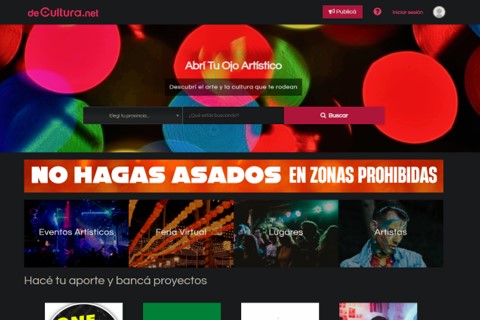 deCultura.net
Publicá
?
Iniciar sesión
Abrí Tu Ojo Artístico
Descubrí el arte y la cultura que te rodean
Elegí tu provincia...
¿Qué estás buscando?
Buscar
NO HAGAS ASADOS EN ZONAS PROHIBIDAS
Eventos Artísticos
Feria Virtual
Lugares
Artistas
Hacé tu aporte y bancá proyectos
ONE